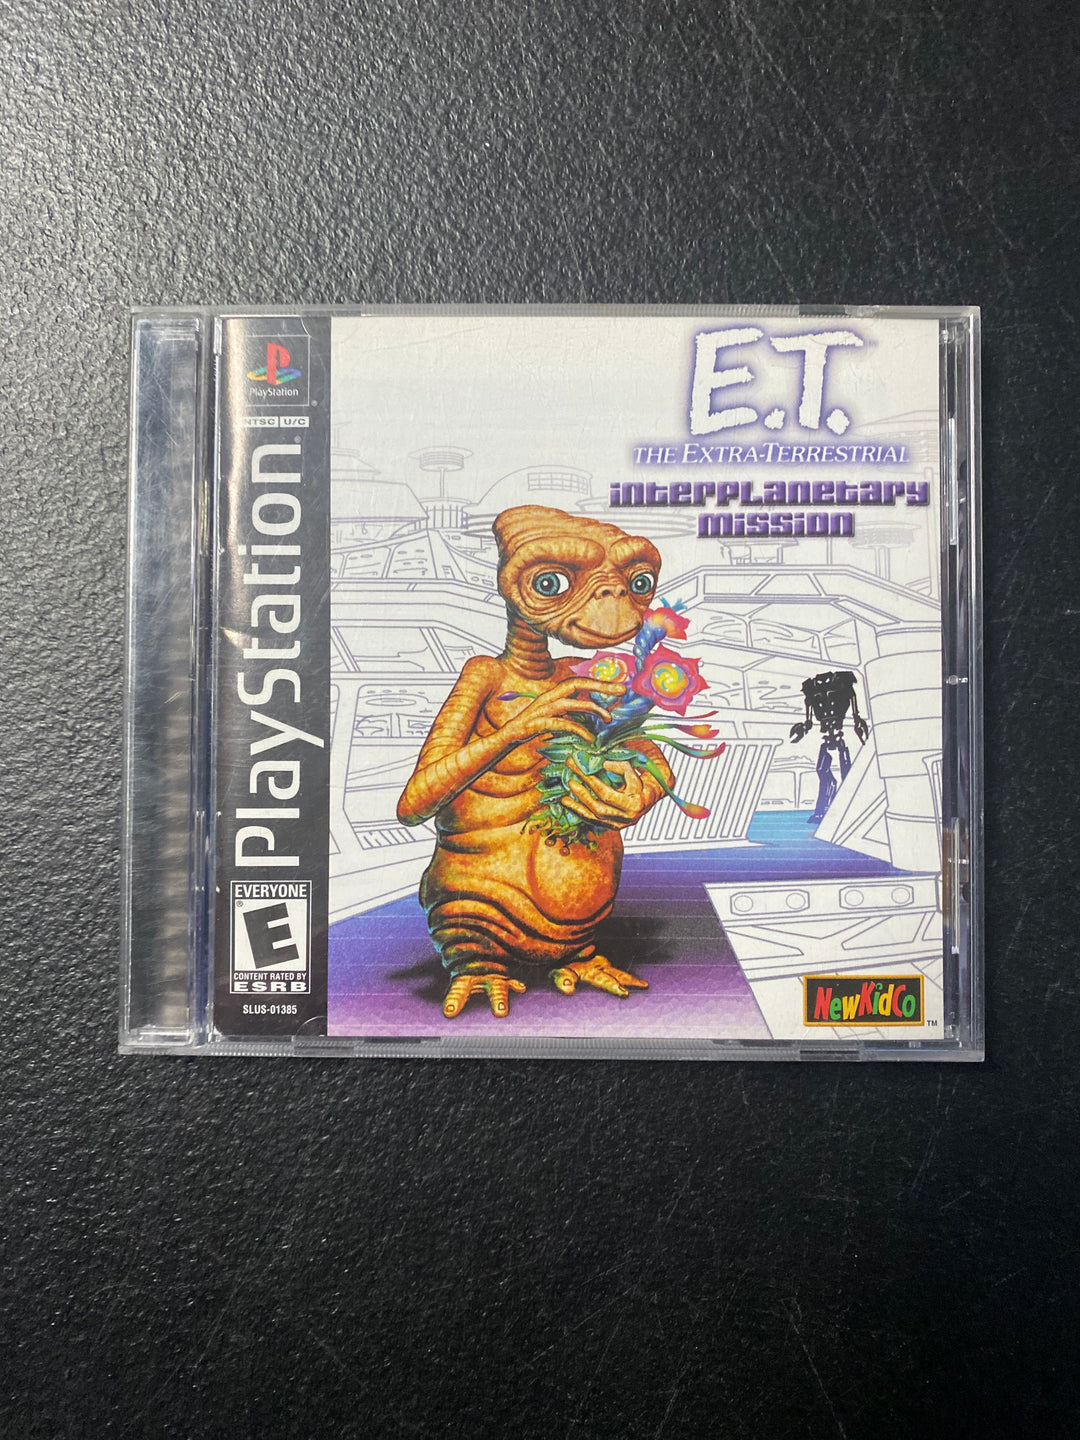 PlayStation
NTSC U/C
PlayStation
EVERYONE
E
CONTENT RATED BY
ESRB
SLUS-01385
E.T.
THE EXTRA-TERRESTRIAL
interplanetary
mission
NewKidCo
TM